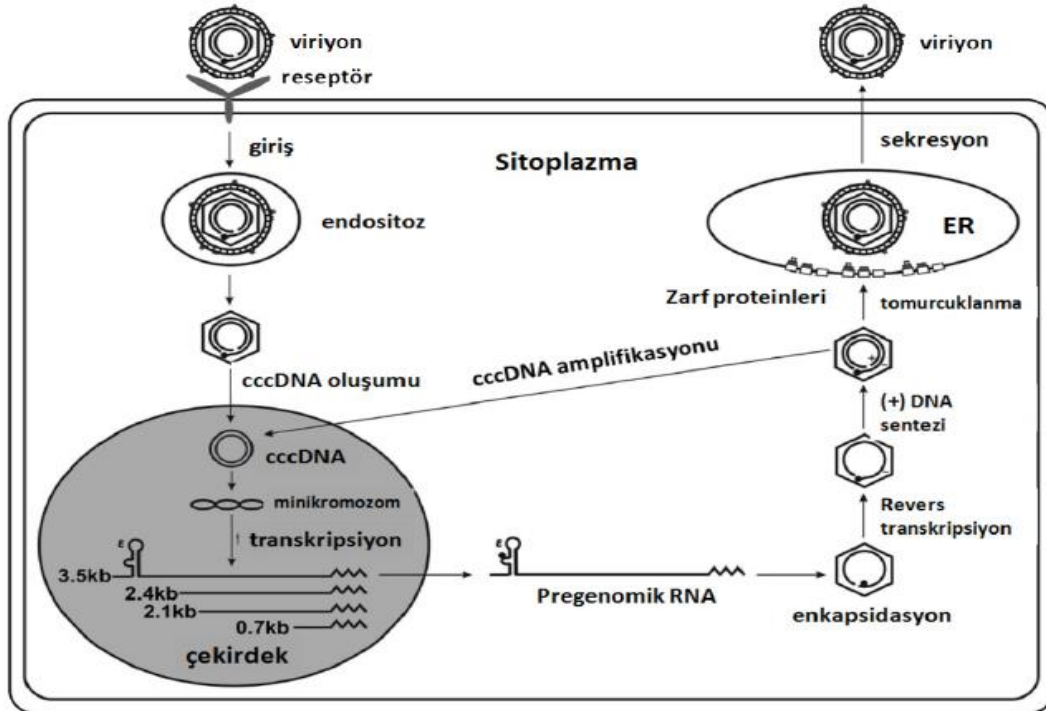 viriyon
reseptör
giriş
endositoz
cccDNA oluşumu
cccDNA
minikromozom
transkripsiyon
ε
3.5kb
2.4kb
2.1kb
0.7kb
çekirdek
Sitoplazma
cccDNA amplifikasyonu
ε
Pregenomik RNA
viriyon
sekresyon
ER
Zarf proteinleri
tomurcuklanma
+
-
(+) DNA
sentezi
-
Revers
transkripsiyon
enkapsidasyon